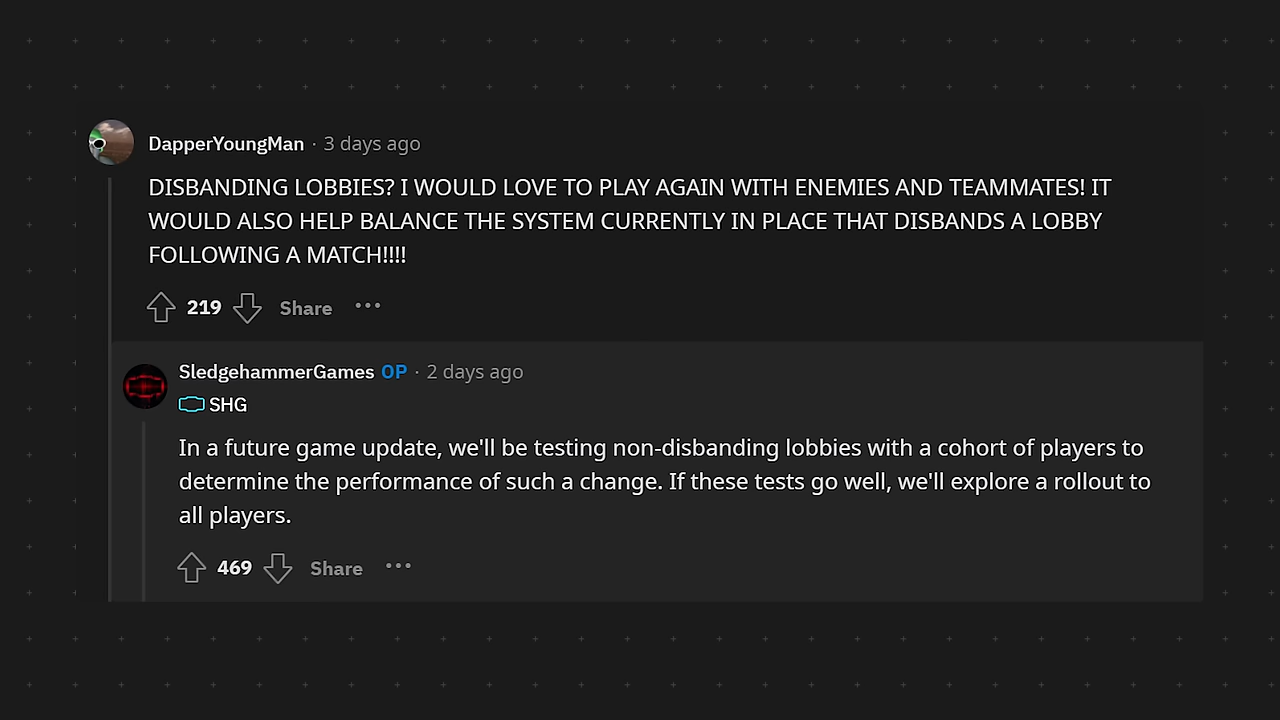 DapperYoungMan · 3 days ago
DISBANDING LOBBIES? I WOULD LOVE TO PLAY AGAIN WITH ENEMIES AND TEAMMATES! IT
WOULD ALSO HELP BALANCE THE SYSTEM CURRENTLY IN PLACE THAT DISBANDS A LOBBY
FOLLOWING A MATCH!!!!
219 Share ···
SledgehammerGames OP · 2 days ago
SHG
In a future game update, we'll be testing non-disbanding lobbies with a cohort of players to
determine the performance of such a change. If these tests go well, we'll explore a rollout to
all players.
469 Share ···